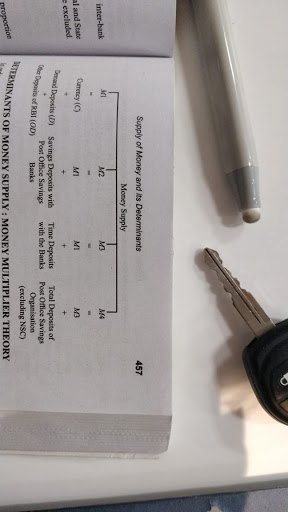 inter-bank
al and State
e excluded.
proportion
Supply of Money and its Determinants 457
Money Supply
M1 M2 M3 M4
= = = =
Currency (C) M1 M1 M3
+ + + +
Demand Deposits (D) Savings Deposits with Time Deposits Total Deposits of
+ Post Office Savings with the Banks Post Office Savings
Other Deposits of RBI (OD) Banks Organisation
(excluding NSC)
DETERMINANTS OF MONEY SUPPLY : MONEY MULTIPLIER THEORY